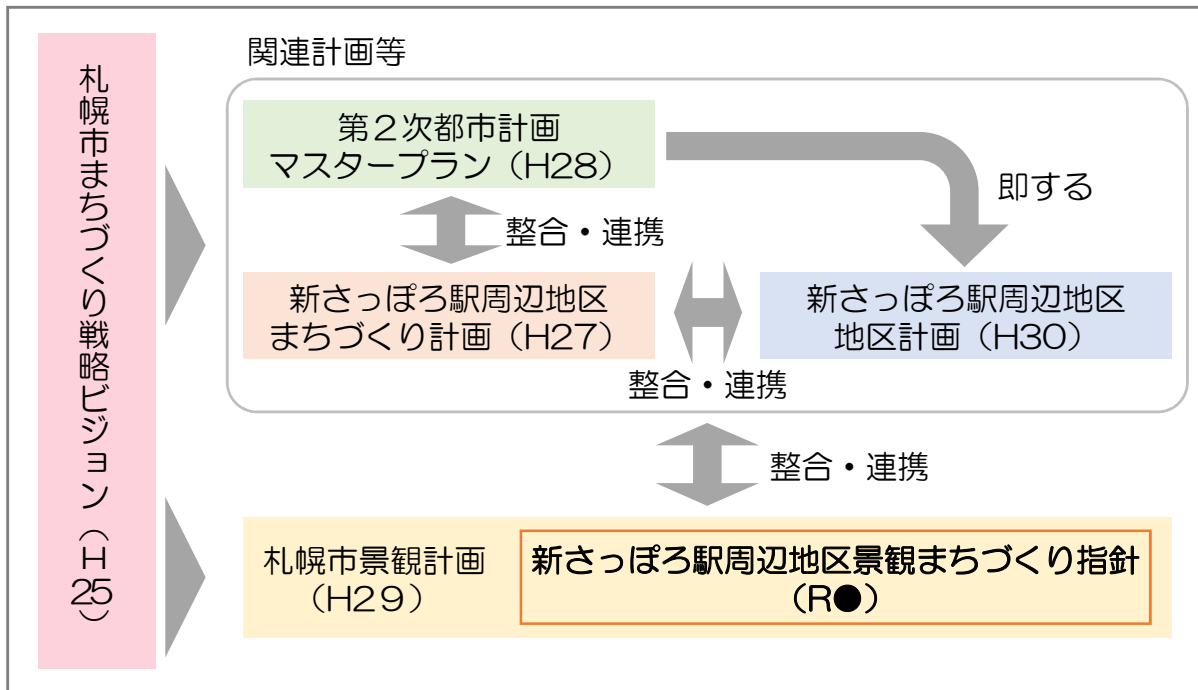 札幌市まちづくり戦略ビジョン（H25）
関連計画等
第２次都市計画
マスタープラン（H28）
即する
整合・連携
新さっぽろ駅周辺地区
まちづくり計画（H27）
新さっぽろ駅周辺地区
地区計画（H30）
整合・連携
整合・連携
札幌市景観計画
（H29）
新さっぽろ駅周辺地区景観まちづくり指針
（R●）